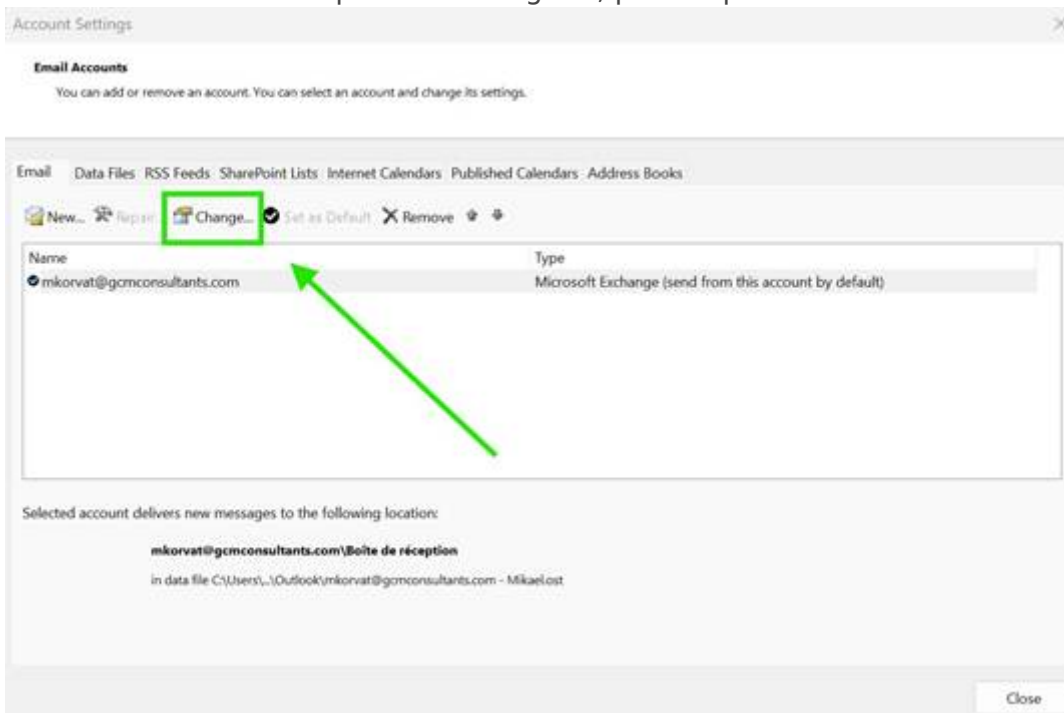 Account Settings
Email Accounts
You can add or remove an account. You can select an account and change its settings.
Email Data Files RSS Feeds SharePoint Lists Internet Calendars Published Calendars Address Books
New... Repair... Change... Set as Default Remove
Name Type
mkorvat@gcmconsultants.com Microsoft Exchange (send from this account by default)
Selected account delivers new messages to the following location:
mkorvat@gcmconsultants.com\Boîte de réception
in data file C:\Users\...\Outlook\mkorvat@gcmconsultants.com - Mikael.ost
Close